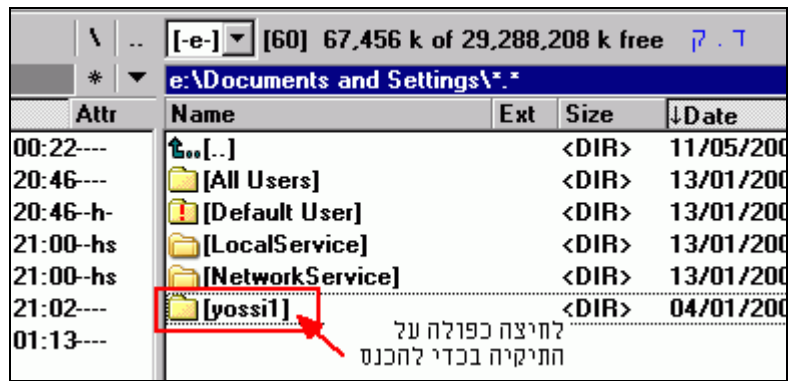 \ .. [-e-] [60] 67,456 k of 29,288,208 k free ד . ק
* e:\Documents and Settings\*.*
Attr Name Ext Size ↓Date
00:22---- [..] <DIR> 11/05/200
20:46---- [All Users] <DIR> 13/01/200
20:46--h- [Default User] <DIR> 13/01/200
21:00--hs [LocalService] <DIR> 13/01/200
21:00--hs [NetworkService] <DIR> 13/01/200
21:02---- [yossi1] <DIR> 04/01/200
01:13----
לחיצה כפולה על
התיקיה בכדי להכנס